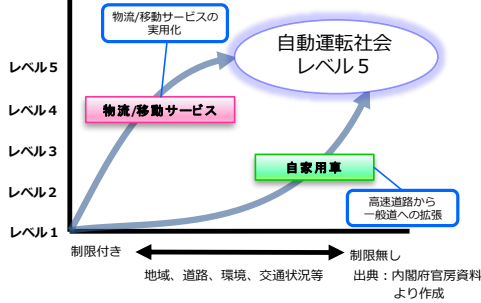 物流/移動サービスの
実用化
自動運転社会
レベル５
レベル５
レベル４
物流/移動サービス
レベル３
自家用車
レベル２
高速道路から
一般道への拡張
レベル１
制限付き
制限無し
地域、道路、環境、交通状況等
出典：内閣府官房資料
より作成